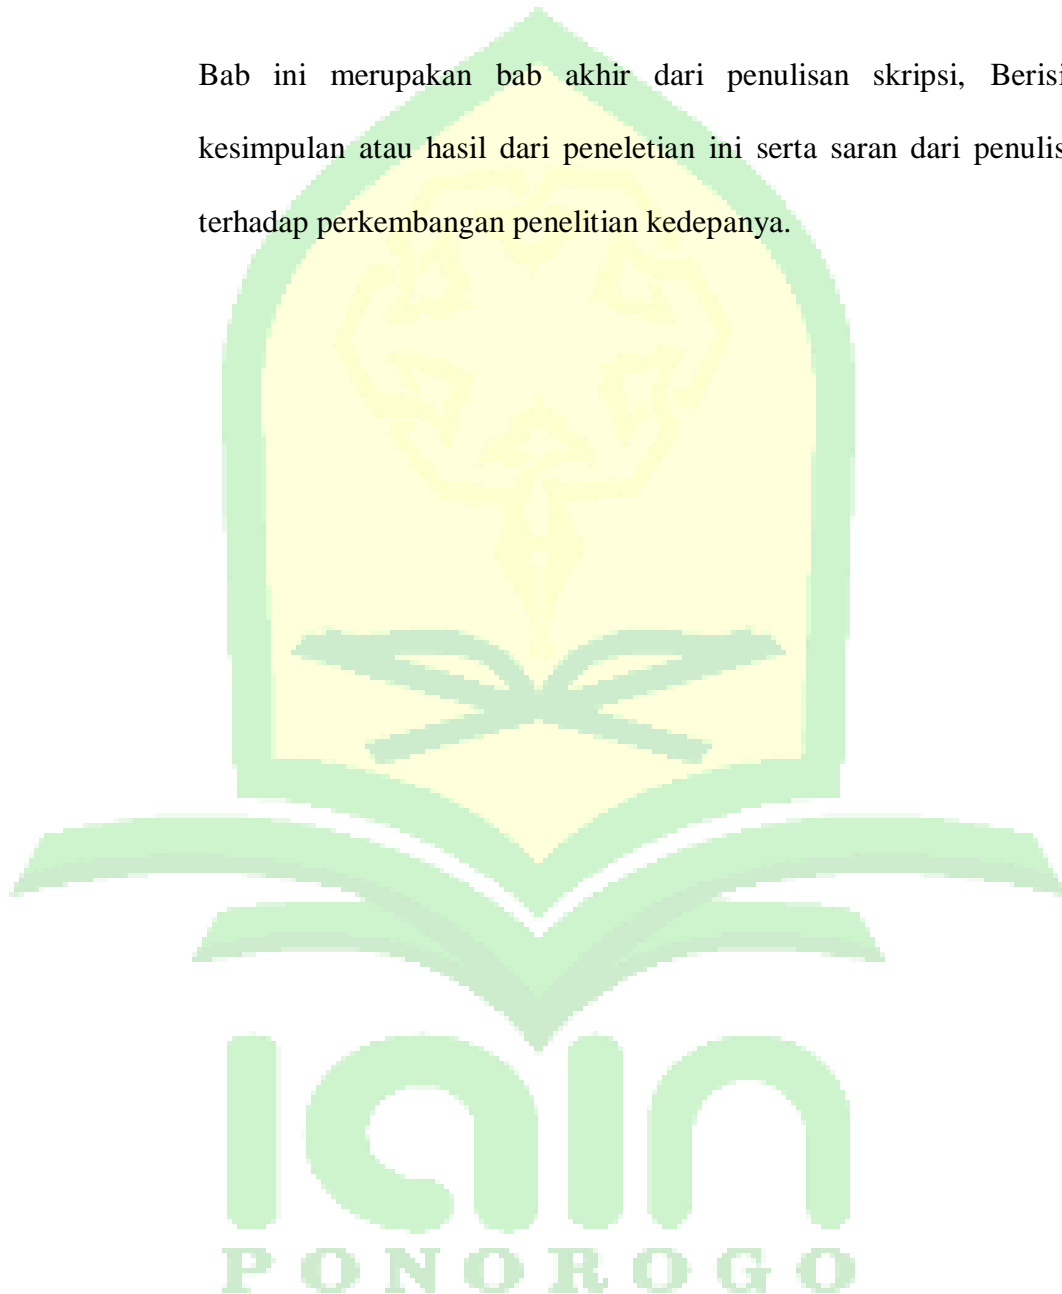 Bab ini merupakan bab akhir dari penulisan skripsi, Berisi
kesimpulan atau hasil dari peneletian ini serta saran dari penulis
terhadap perkembangan penelitian kedepanya.
iain
PONOROGO